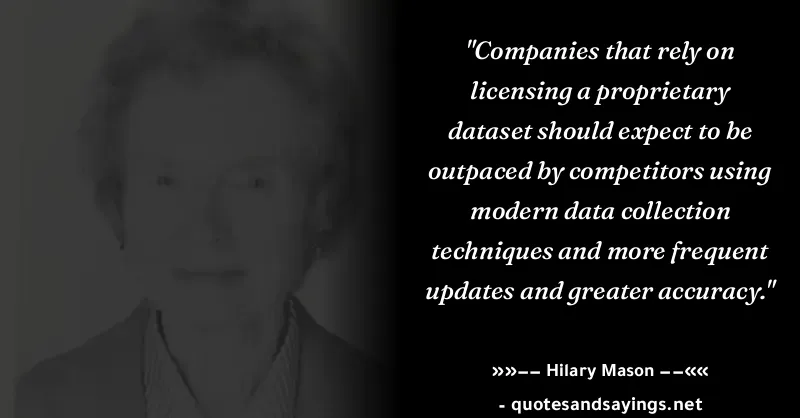 "Companies that rely on
licensing a proprietary
dataset should expect to be
outpaced by competitors using
modern data collection
techniques and more frequent
updates and greater accuracy."
»»–– Hilary Mason ––««
- quotesandsayings.net